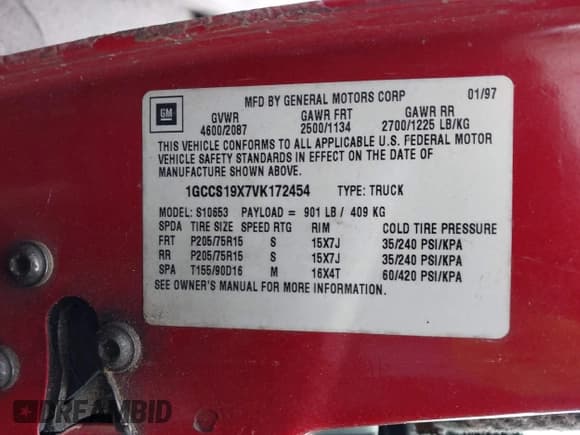 GM
MFD BY GENERAL MOTORS CORP 01/97
GVWR GAWR FRT GAWR RR
4600/2087 2500/1134 2700/1225 LB/KG
THIS VEHICLE CONFORMS TO ALL APPLICABLE U.S. FEDERAL MOTOR
VEHICLE SAFETY STANDARDS IN EFFECT ON THE DATE OF
MANUFACTURE SHOWN ABOVE.
1GCCS19X7VK172454 TYPE: TRUCK
MODEL: S10653 PAYLOAD = 901 LB/ 409 KG
SPDA TIRE SIZE SPEED RTG RIM COLD TIRE PRESSURE
FRT P205/75R15 S 15X7J 35/240 PSI/KPA
RR P205/75R15 S 15X7J 35/240 PSI/KPA
SPA T155/90D16 M 16X4T 60/420 PSI/KPA
SEE OWNER'S MANUAL FOR MORE INFORMATION.
DREAMBID